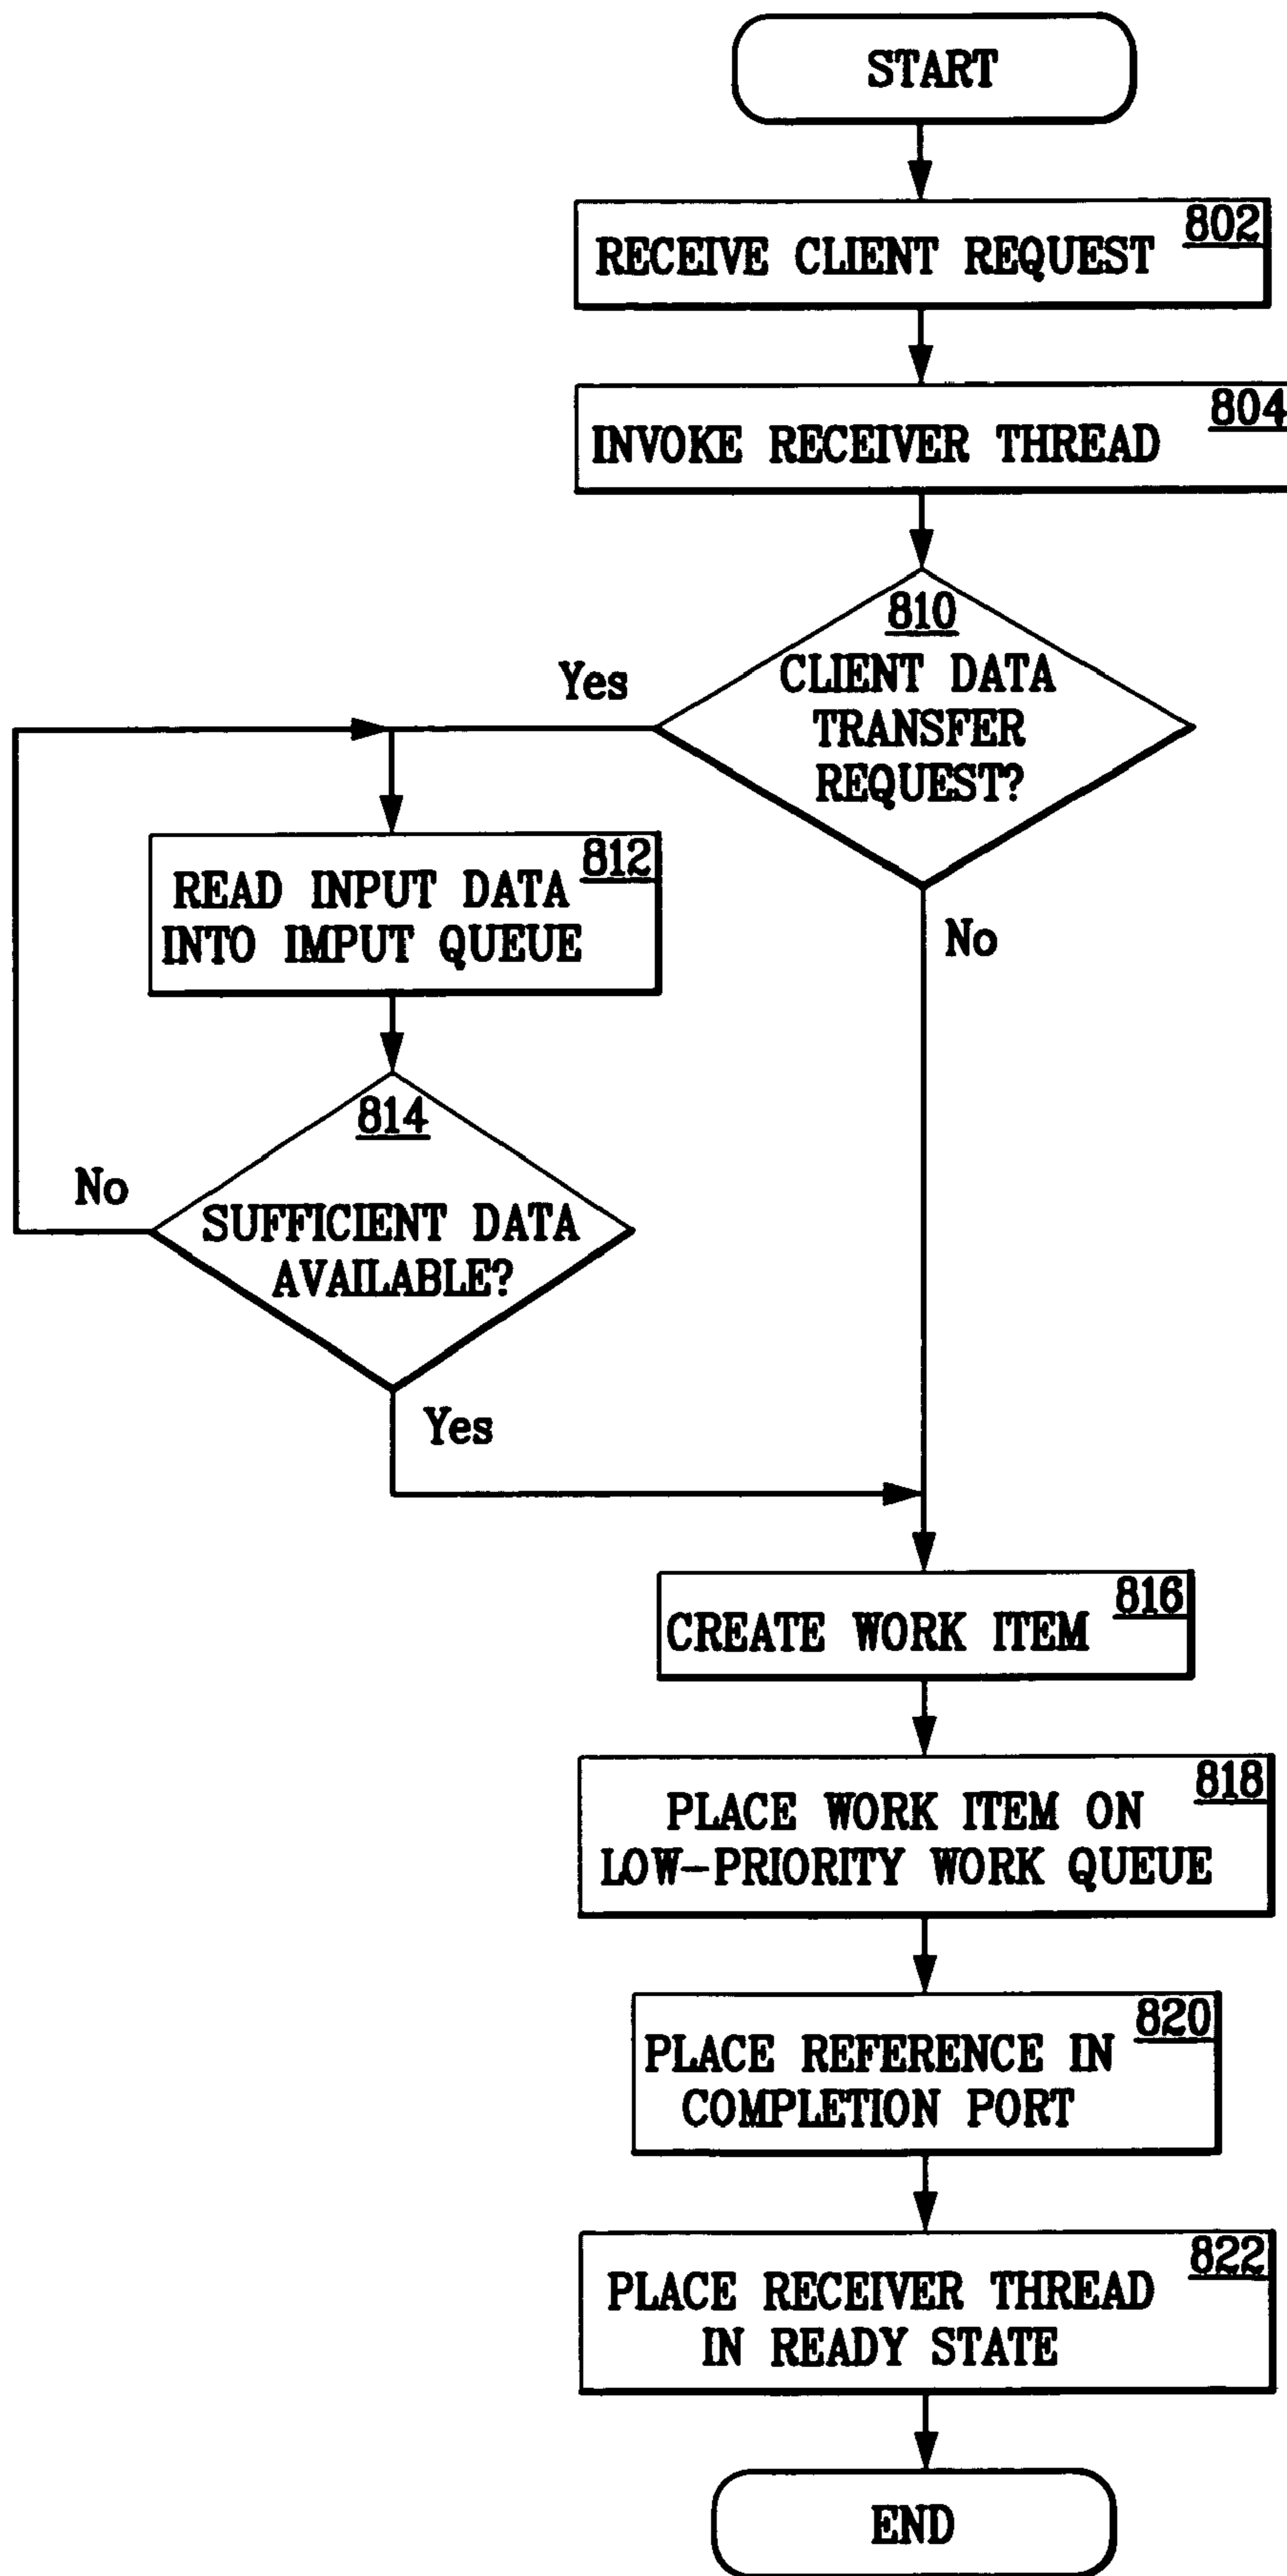 START
802
RECEIVE CLIENT REQUEST
804
INVOKE RECEIVER THREAD
810
CLIENT DATA
TRANSFER
REQUEST?
Yes
No
812
READ INPUT DATA
INTO IMPUT QUEUE
814
SUFFICIENT DATA
AVAILABLE?
No
Yes
816
CREATE WORK ITEM
818
PLACE WORK ITEM ON
LOW-PRIORITY WORK QUEUE
820
PLACE REFERENCE IN
COMPLETION PORT
822
PLACE RECEIVER THREAD
IN READY STATE
END